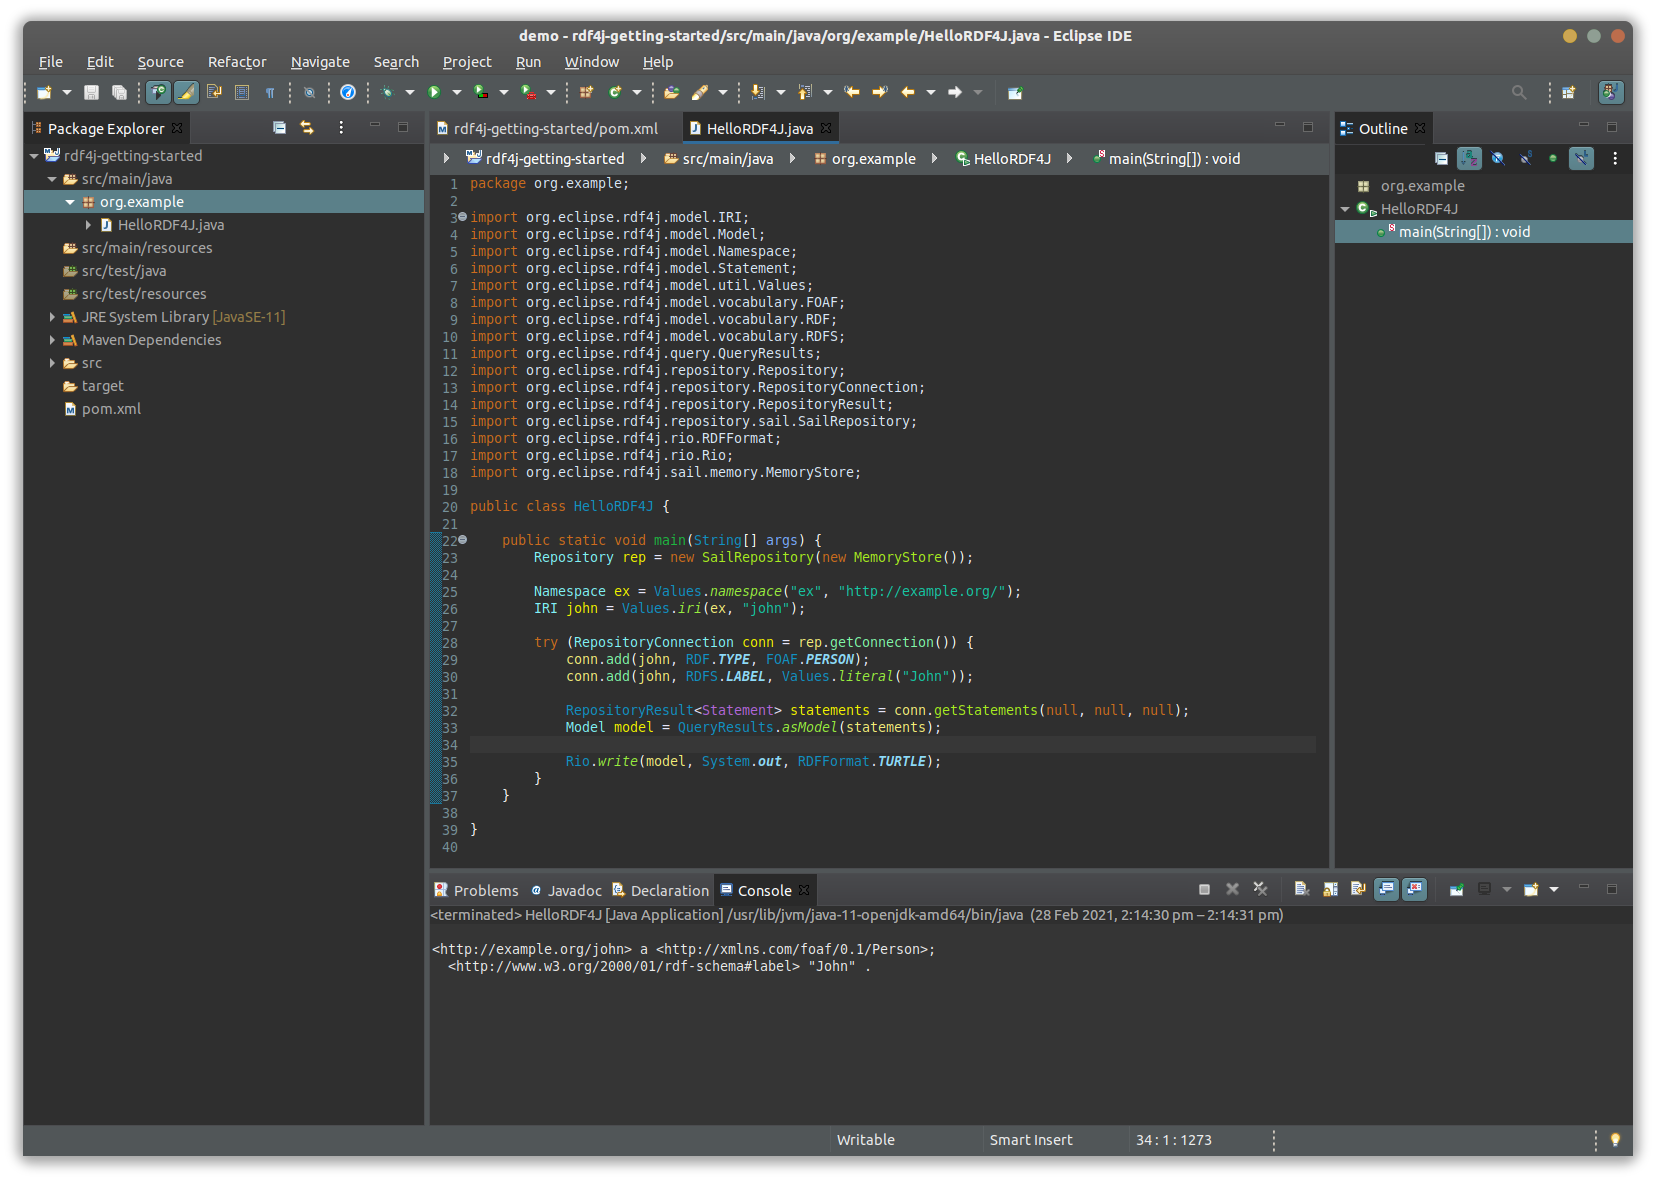 demo - rdf4j-getting-started/src/main/java/org/example/HelloRDF4J.java - Eclipse IDE
File Edit Source Refactor Navigate Search Project Run Window Help
Package Explorer
rdf4j-getting-started
src/main/java
org.example
HelloRDF4J.java
src/main/resources
src/test/java
src/test/resources
JRE System Library [JavaSE-11]
Maven Dependencies
src
target
pom.xml
rdf4j-getting-started/pom.xml HelloRDF4J.java
rdf4j-getting-started src/main/java org.example HelloRDF4J main(String[]) : void
1 package org.example;
2
3 import org.eclipse.rdf4j.model.IRI;
4 import org.eclipse.rdf4j.model.Model;
5 import org.eclipse.rdf4j.model.Namespace;
6 import org.eclipse.rdf4j.model.Statement;
7 import org.eclipse.rdf4j.model.util.Values;
8 import org.eclipse.rdf4j.model.vocabulary.FOAF;
9 import org.eclipse.rdf4j.model.vocabulary.RDF;
10 import org.eclipse.rdf4j.model.vocabulary.RDFS;
11 import org.eclipse.rdf4j.query.QueryResults;
12 import org.eclipse.rdf4j.repository.Repository;
13 import org.eclipse.rdf4j.repository.RepositoryConnection;
14 import org.eclipse.rdf4j.repository.RepositoryResult;
15 import org.eclipse.rdf4j.repository.sail.SailRepository;
16 import org.eclipse.rdf4j.rio.RDFFormat;
17 import org.eclipse.rdf4j.rio.Rio;
18 import org.eclipse.rdf4j.sail.memory.MemoryStore;
19
20 public class HelloRDF4J {
21
22 public static void main(String[] args) {
23 Repository rep = new SailRepository(new MemoryStore());
24
25 Namespace ex = Values.namespace("ex", "http://example.org/");
26 IRI john = Values.iri(ex, "john");
27
28 try (RepositoryConnection conn = rep.getConnection()) {
29 conn.add(john, RDF.TYPE, FOAF.PERSON);
30 conn.add(john, RDFS.LABEL, Values.literal("John"));
31
32 RepositoryResult<Statement> statements = conn.getStatements(null, null, null);
33 Model model = QueryResults.asModel(statements);
34
35 Rio.write(model, System.out, RDFFormat.TURTLE);
36 }
37 }
38
39 }
40
Outline
org.example
HelloRDF4J
main(String[]) : void
Problems Javadoc Declaration Console
<terminated> HelloRDF4J [Java Application] /usr/lib/jvm/java-11-openjdk-amd64/bin/java (28 Feb 2021, 2:14:30 pm – 2:14:31 pm)
<http://example.org/john> a <http://xmlns.com/foaf/0.1/Person>;
<http://www.w3.org/2000/01/rdf-schema#label> "John" .
Writable Smart Insert 34 : 1 : 1273